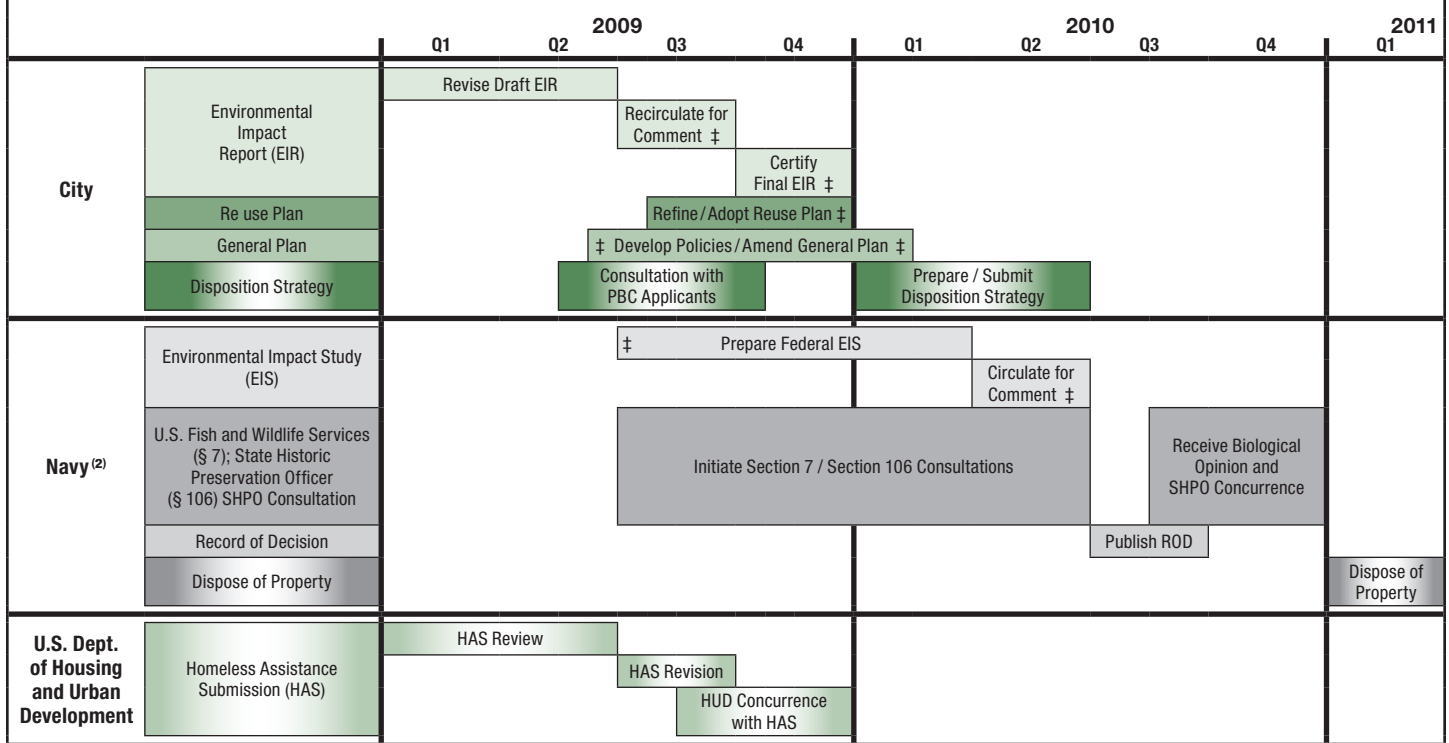 2009
2010
2011
Q1
Q2
Q3
Q4
Q1
Q2
Q3
Q4
Q1
City
Environmental
Impact
Report (EIR)
Revise Draft EIR
Recirculate for
Comment ‡
Certify
Final EIR ‡
Re use Plan
Refine / Adopt Reuse Plan ‡
General Plan
‡ Develop Policies / Amend General Plan ‡
Disposition Strategy
Consultation with
PBC Applicants
Prepare / Submit
Disposition Strategy
Navy (2)
Environmental Impact Study
(EIS)
‡ Prepare Federal EIS
Circulate for
Comment ‡
U.S. Fish and Wildlife Services
(§ 7); State Historic
Preservation Officer
(§ 106) SHPO Consultation
Initiate Section 7 / Section 106 Consultations
Receive Biological
Opinion and
SHPO Concurrence
Record of Decision
Publish ROD
Dispose of Property
Dispose of
Property
U.S. Dept.
of Housing
and Urban
Development
Homeless Assistance
Submission (HAS)
HAS Review
HAS Revision
HUD Concurrence
with HAS